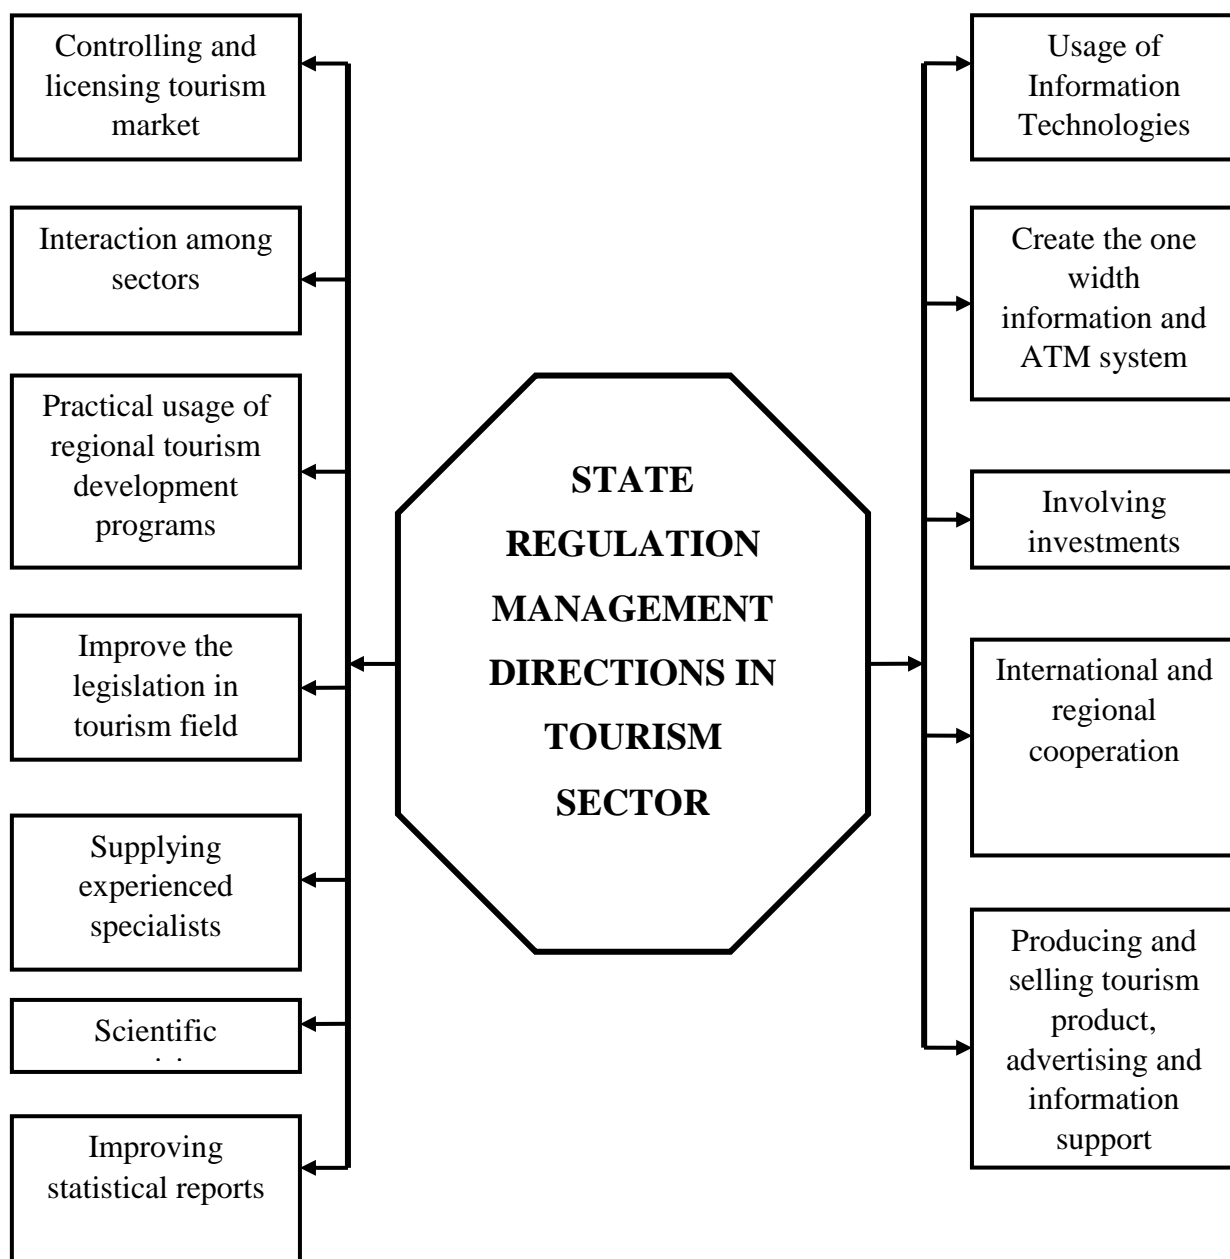 Controlling and
licensing tourism
market
Interaction among
sectors
Practical usage of
regional tourism
development
programs
Improve the
legislation in
tourism field
Supplying
experienced
specialists
Scientific
Improving
statistical reports
STATE
REGULATION
MANAGEMENT
DIRECTIONS IN
TOURISM
SECTOR
Usage of
Information
Technologies
Create the one
width
information and
ATM system
Involving
investments
International and
regional
cooperation
Producing and
selling tourism
product,
advertising and
information
support